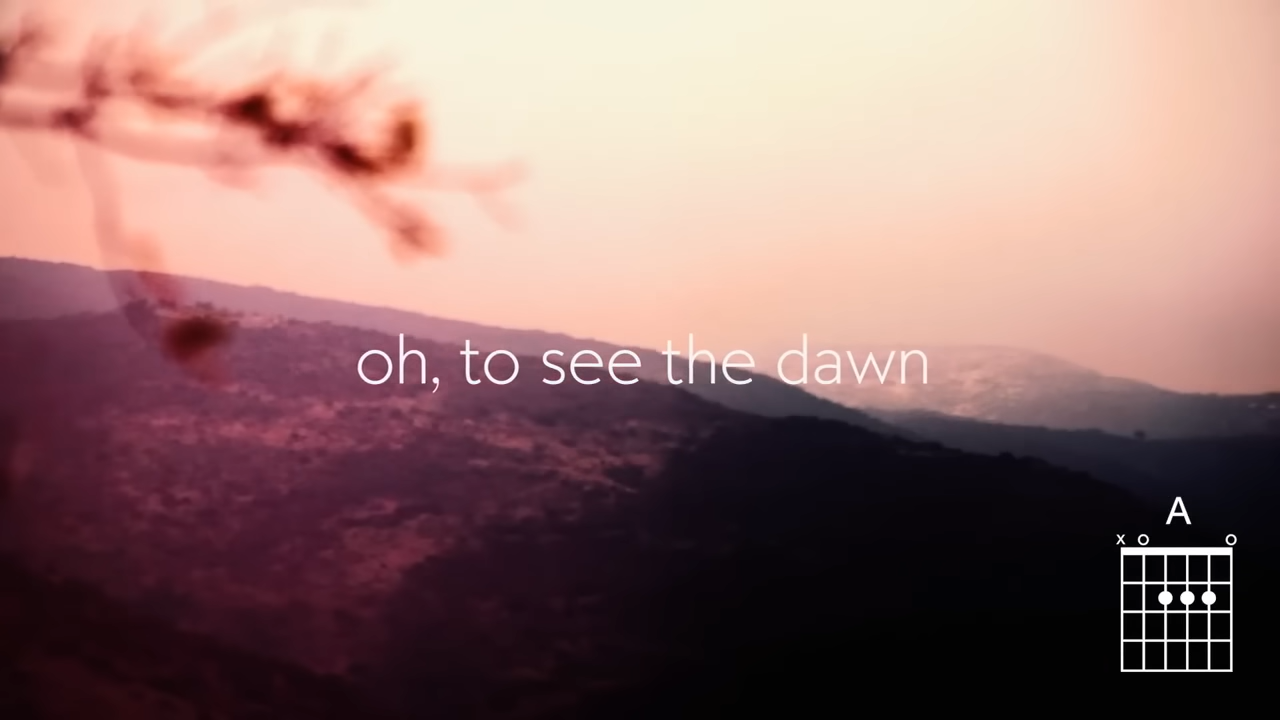 oh, to see the dawn
A
x o o